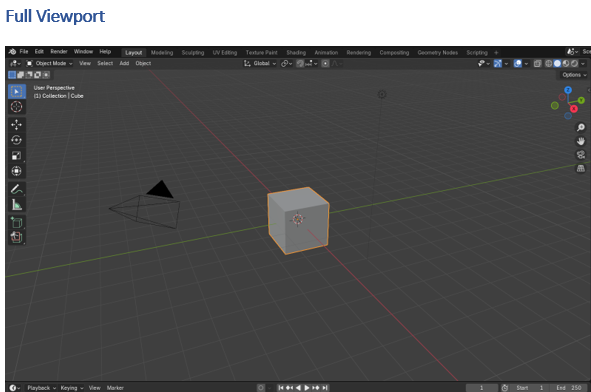 Full Viewport
File Edit Render Window Help Layout Modeling Sculpting UV Editing Texture Paint Shading Animation Rendering Compositing Geometry Nodes Scripting + Sce
Object Mode View Select Add Object Global
Options
User Perspective
(1) Collection | Cube
Z
Y
X
Playback Keying View Marker 1 Start 1 End 250